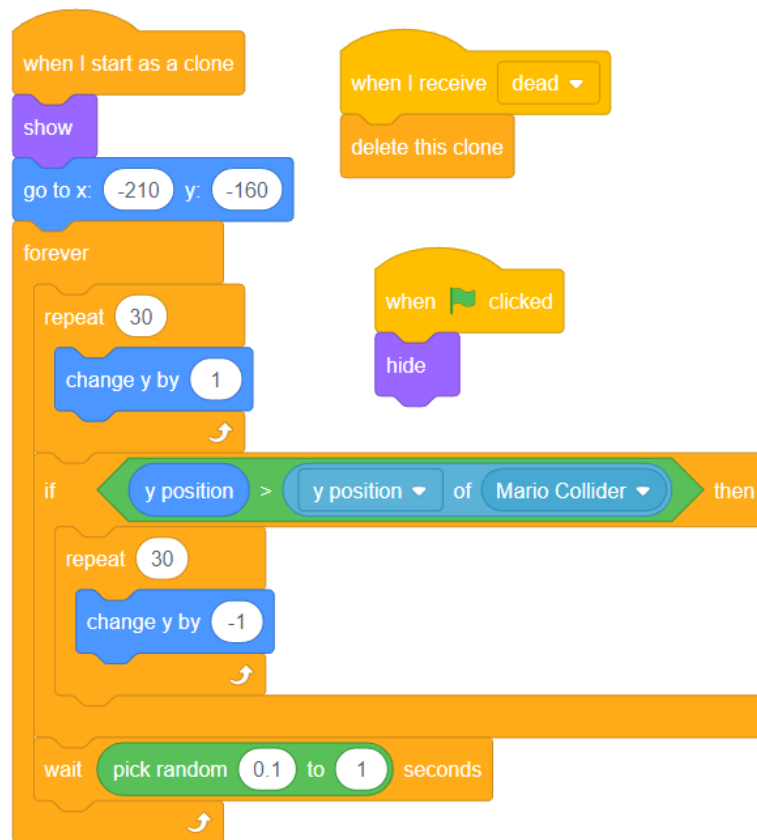 when I start as a clone
show
go to x: -210 y: -160
forever
repeat 30
change y by 1
if y position > y position of Mario Collider then
repeat 30
change y by -1
wait pick random 0.1 to 1 seconds
when I receive dead
delete this clone
when clicked
hide